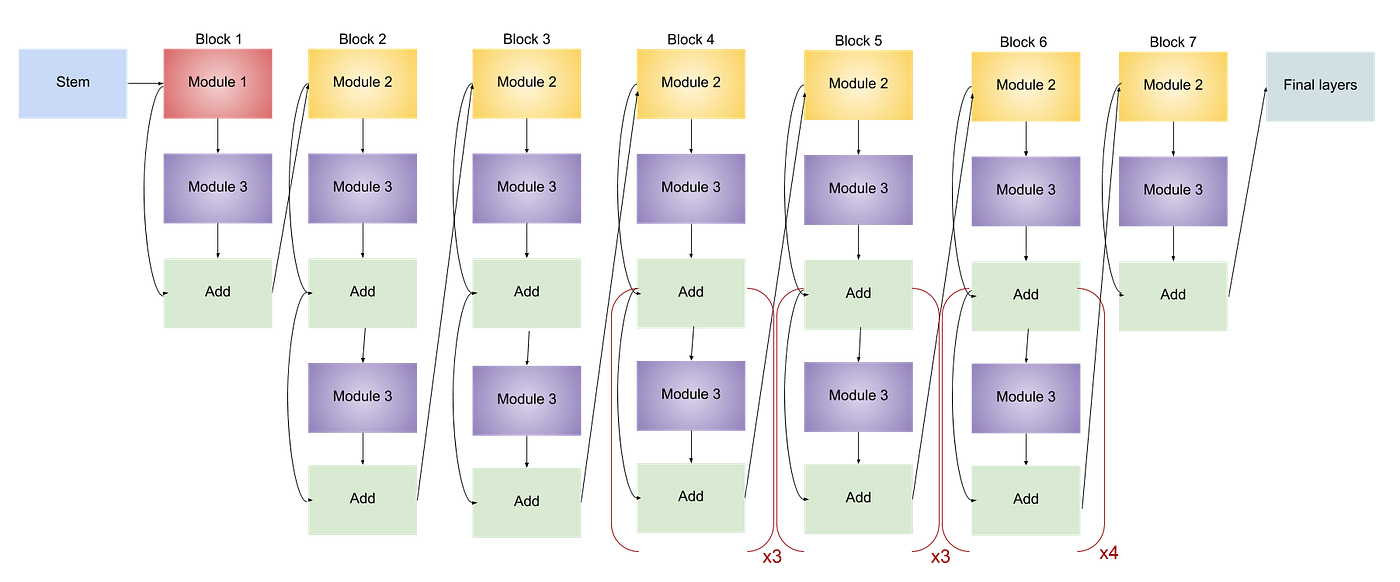 Block 1
Block 2
Block 3
Block 4
Block 5
Block 6
Block 7
Stem
Module 1
Module 2
Module 2
Module 2
Module 2
Module 2
Module 2
Final layers
Module 3
Module 3
Module 3
Module 3
Module 3
Module 3
Module 3
Add
Add
Add
Add
Add
Add
Add
Module 3
Module 3
Module 3
Module 3
Module 3
Add
Add
Add
Add
Add
x3
x3
x4